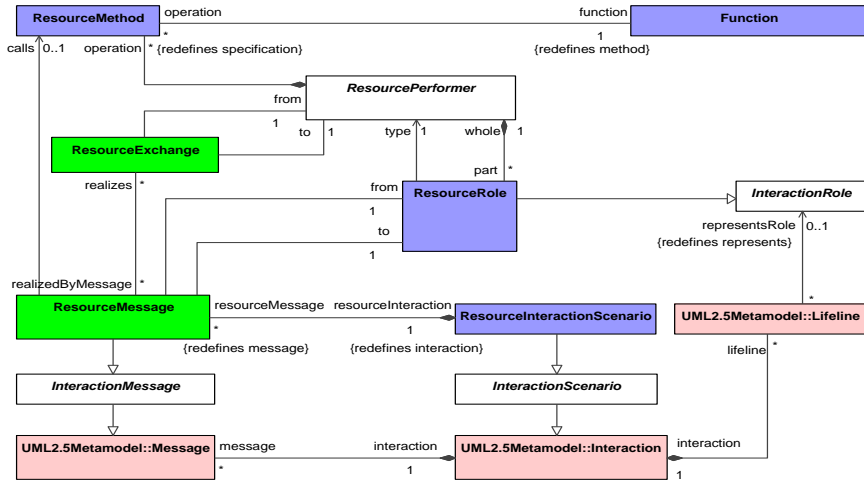 operation
function
ResourceMethod
Function
calls
0..1
operation
*
*
{redefines specification}
1
{redefines method}
ResourcePerformer
from
1
to
1
type
1
whole
1
ResourceExchange
realizes
*
part
*
from
1
ResourceRole
InteractionRole
to
1
representsRole
0..1
{redefines represents}
realizedByMessage
*
*
ResourceMessage
resourceMessage
resourceInteraction
ResourceInteractionScenario
UML2.5Metamodel::Lifeline
*
1
{redefines message}
{redefines interaction}
lifeline
*
InteractionMessage
InteractionScenario
UML2.5Metamodel::Message
message
interaction
UML2.5Metamodel::Interaction
interaction
*
1
1